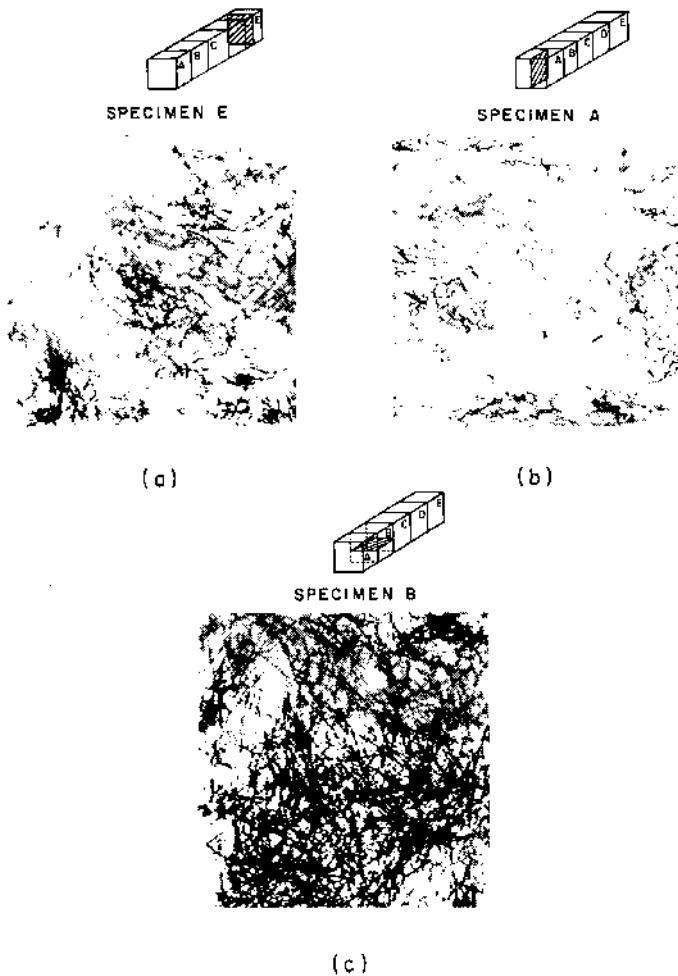 A B C E
SPECIMEN E
A B C D E
SPECIMEN A
(a)
(b)
A B C D E
SPECIMEN B
(c)